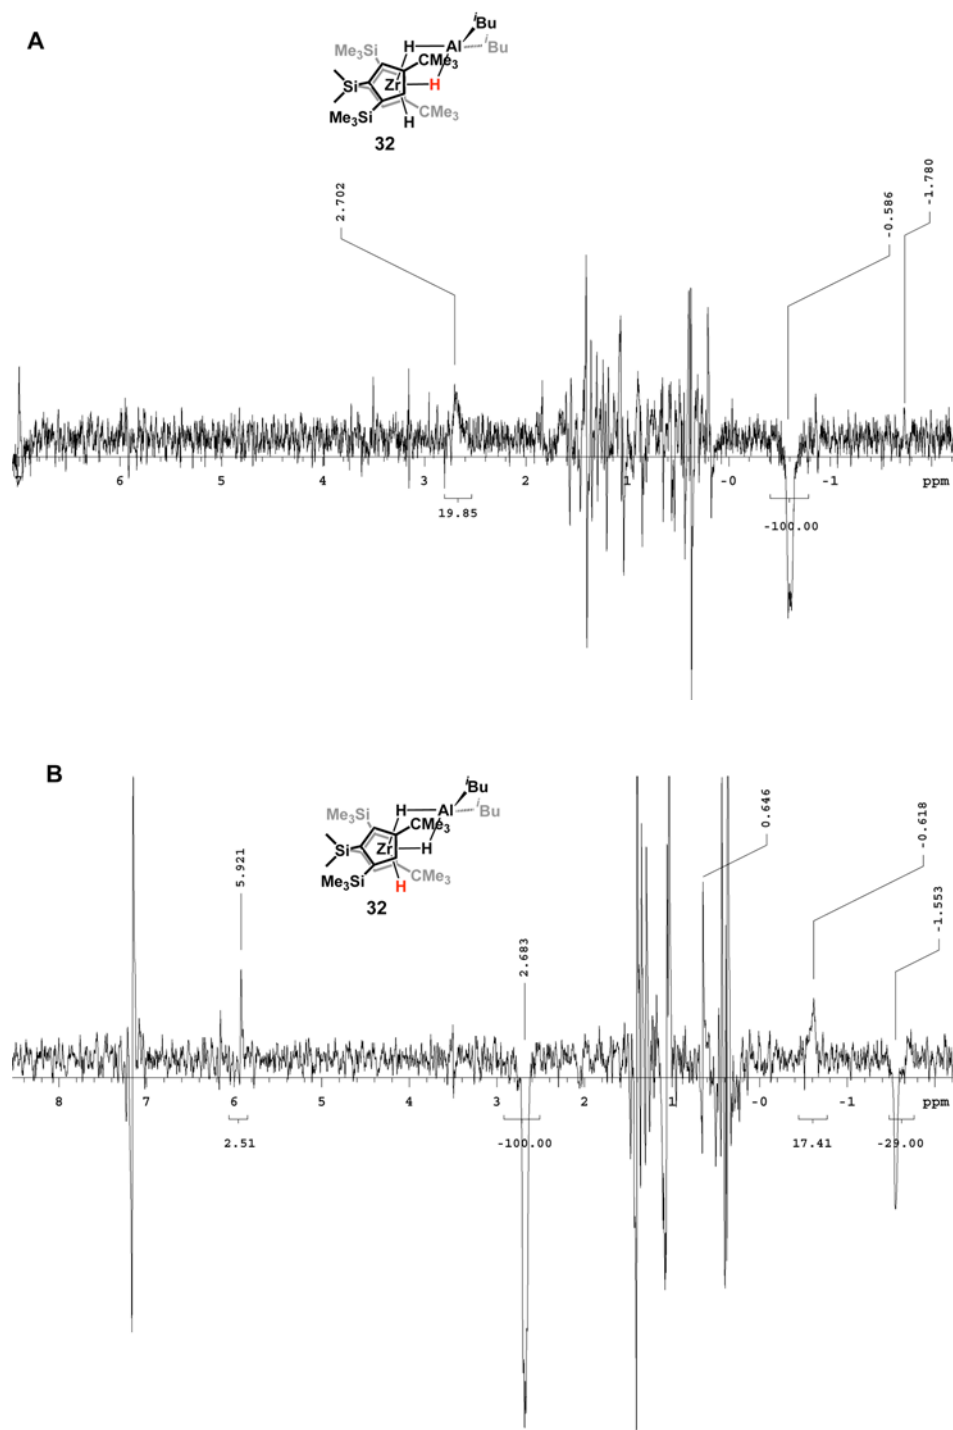 A
iBu
H Al iBu
Me3Si CMe3
Si Zr H
Me3Si H CMe3
32
2.702
-0.586
-1.780
7 6 5 4 3 2 1 -0 -1 ppm
19.85
-100.00
B
iBu
H Al iBu
Me3Si CMe3
Si Zr H
Me3Si H CMe3
32
5.921
2.683
0.646
-0.618
-1.553
8 7 6 5 4 3 2 1 -0 -1 ppm
2.51
-100.00
17.41
-29.00